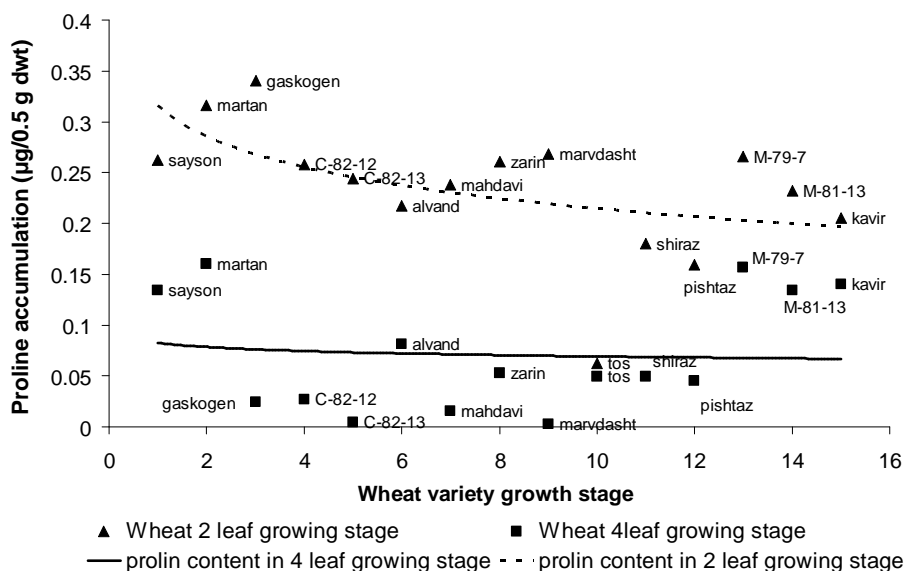 Proline accumulation (µg/0.5 g dwt)
0.4
0.35
0.3
0.25
0.2
0.15
0.1
0.05
0
gaskogen
martan
sayson
C-82-12
C-82-13
alvand
mahdavi
zarin
marvdasht
M-79-7
M-81-13
kavir
shiraz
pishtaz
tos
martan
sayson
M-79-7
M-81-13
kavir
alvand
zarin
tos
shiraz
pishtaz
gaskogen
C-82-12
C-82-13
mahdavi
marvdasht
0 2 4 6 8 10 12 14 16
Wheat variety growth stage
Wheat 2 leaf growing stage Wheat 4leaf growing stage
prolin content in 4 leaf growing stage prolin content in 2 leaf growing stage